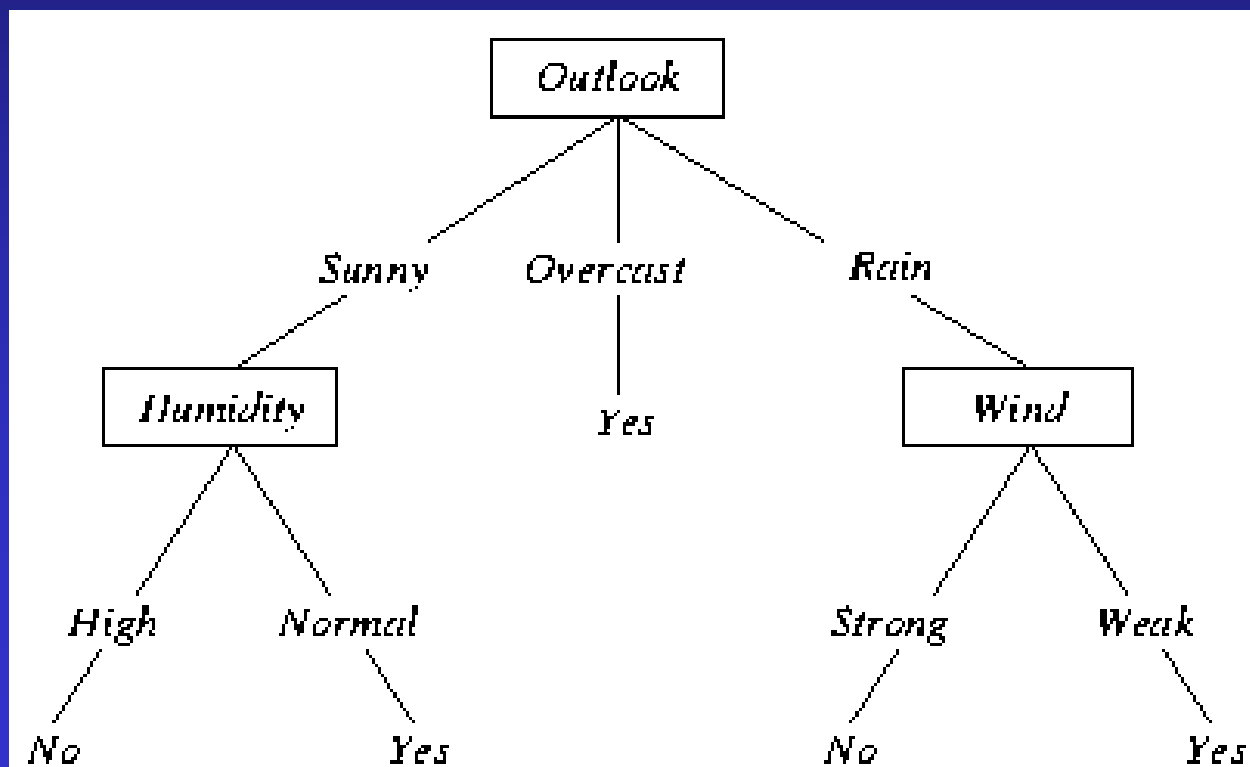 Outlook
Sunny Overcast Rain
Humidity Yes Wind
High Normal Strong Weak
No Yes No Yes